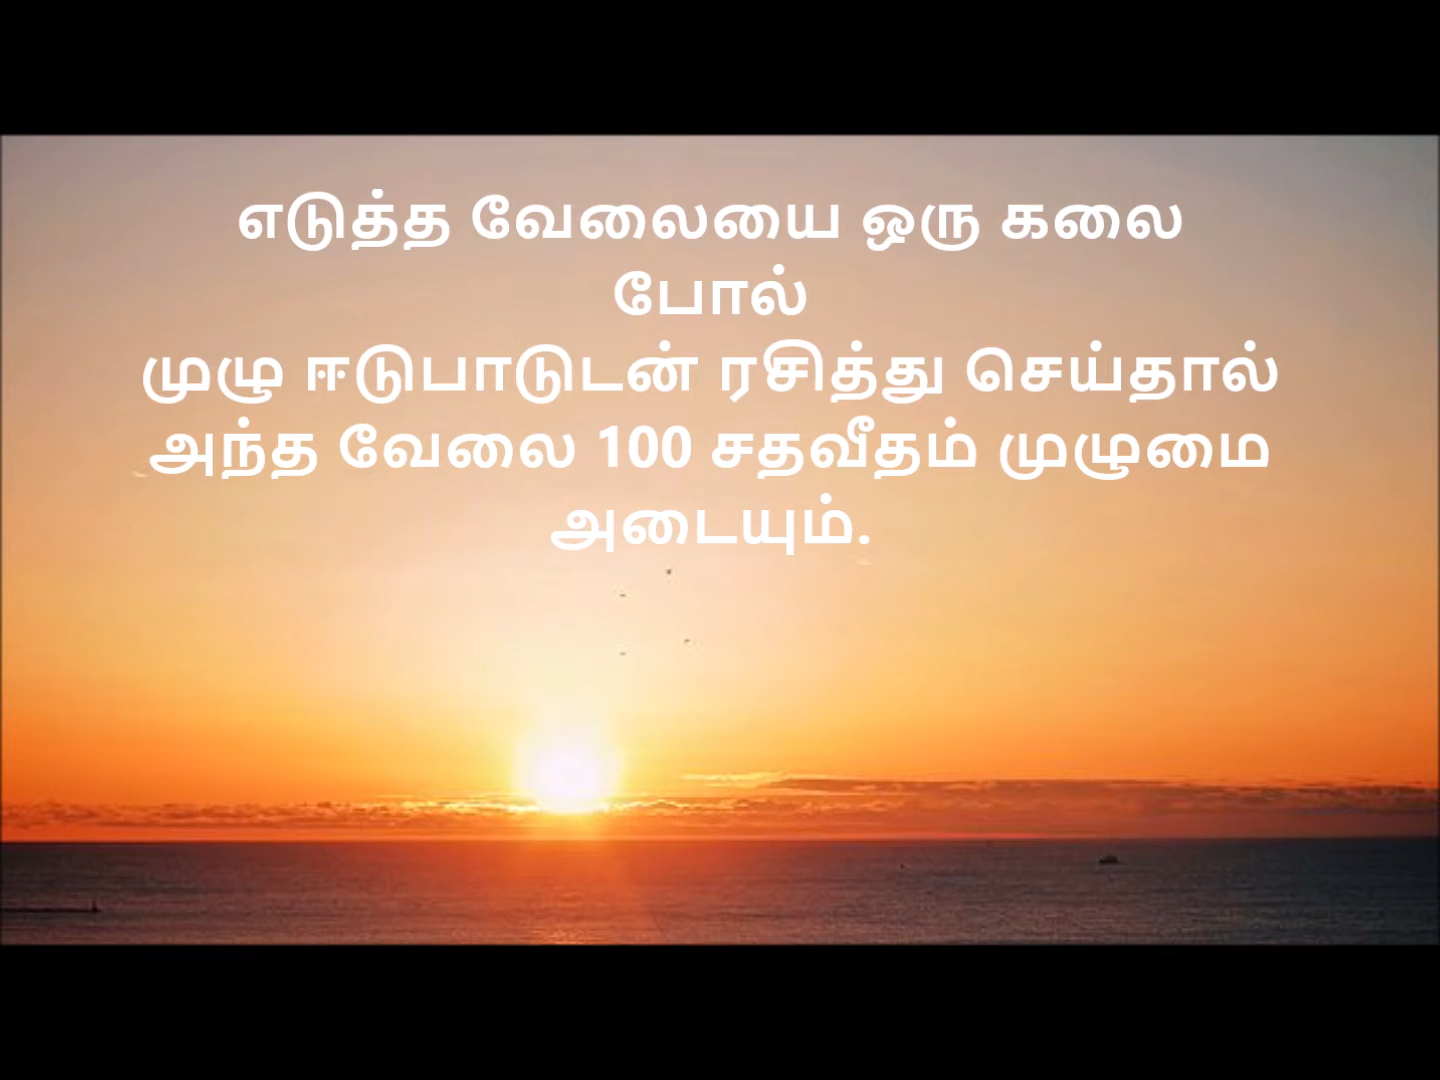 எடுத்த வேலையை ஒரு கலை
போல்
முழு ஈடுபாடுடன் ரசித்து செய்தால்
அந்த வேலை 100 சதவீதம் முழுமை
அடையும்.